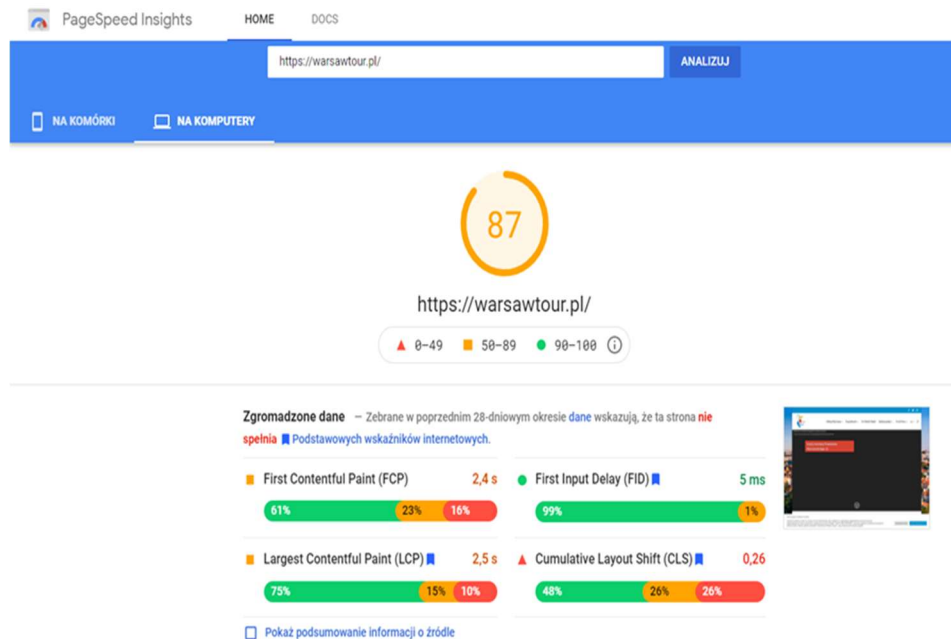 PageSpeed Insights HOME DOCS
https://warsawtour.pl/ ANALIZUJ
NA KOMÓRKI NA KOMPUTERY
87
https://warsawtour.pl/
0–49 50–89 90–100
Zgromadzone dane — Zebrane w poprzednim 28-dniowym okresie dane wskazują, że ta strona nie
spełnia Podstawowych wskaźników internetowych.
First Contentful Paint (FCP) 2,4 s
61% 23% 16%
First Input Delay (FID) 5 ms
99% 1%
Largest Contentful Paint (LCP) 2,5 s
75% 15% 10%
Cumulative Layout Shift (CLS) 0,26
48% 26% 26%
Pokaż podsumowanie informacji o źródle